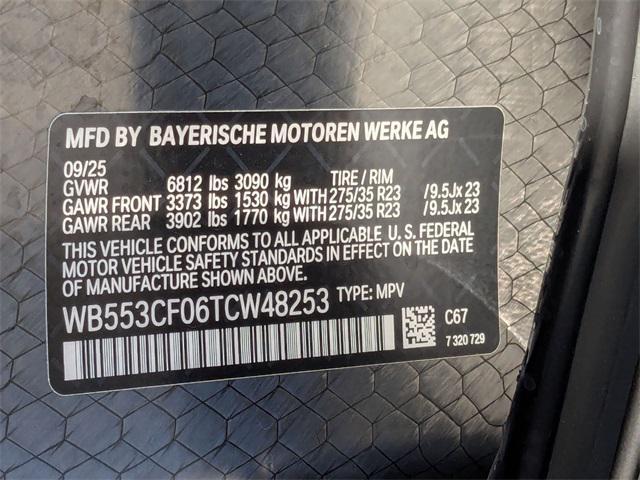 MFD BY BAYERISCHE MOTOREN WERKE AG
09/25
GVWR 6812 lbs 3090 kg TIRE / RIM
GAWR FRONT 3373 lbs 1530 kg WITH 275/35 R23 /9.5Jx 23
GAWR REAR 3902 lbs 1770 kg WITH 275/35 R23 /9.5Jx 23
THIS VEHICLE CONFORMS TO ALL APPLICABLE U. S. FEDERAL
MOTOR VEHICLE SAFETY STANDARDS IN EFFECT ON THE DATE
OF MANUFACTURE SHOWN ABOVE.
WB553CF06TCW48253 TYPE: MPV
C67
7 320 729